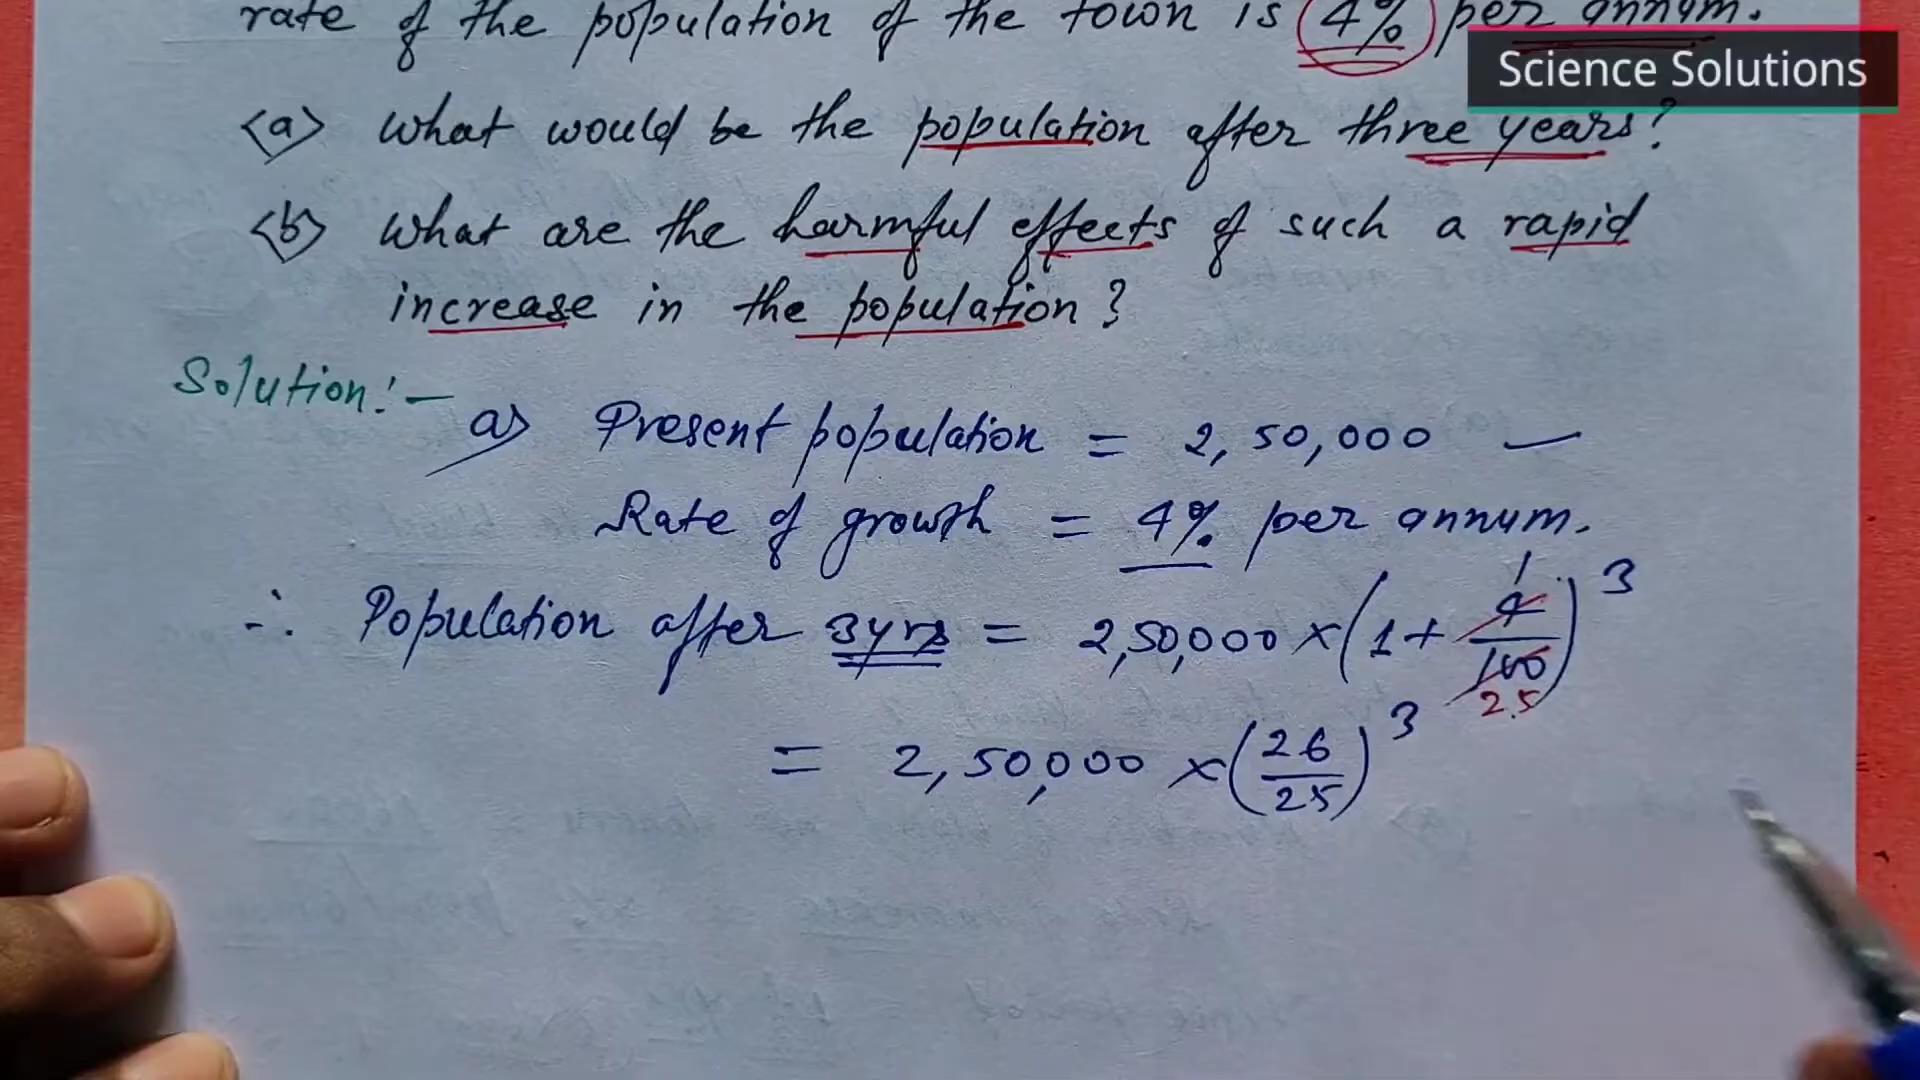 rate of the population of the town is 4% per annum.
Science Solutions
<a> What would be the population after three years?
<b> What are the harmful effects of such a rapid
increase in the population?
Solution:-
a> Present population = 2,50,000 —
Rate of growth = 4% per annum.
∴ Population after 3yrs = 2,50,000 × (1 + 4/100)^3 1 25
= 2,50,000 × (26/25)^3